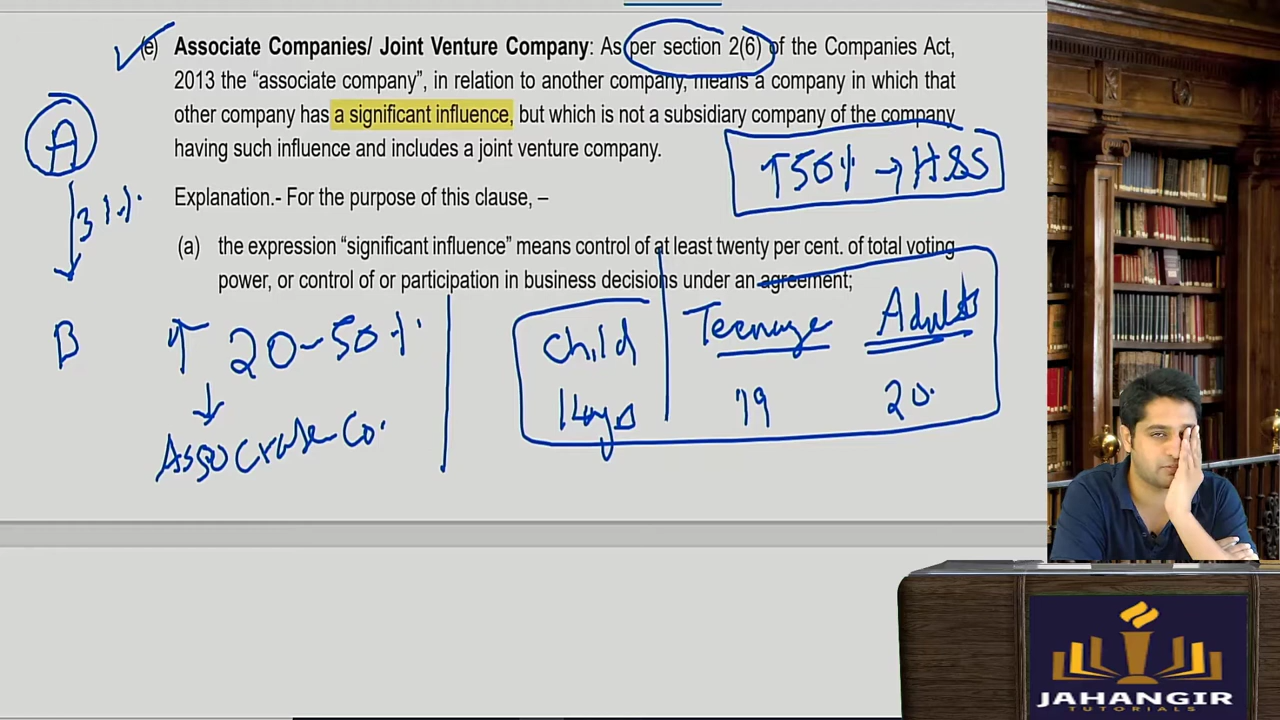 (e) Associate Companies/ Joint Venture Company: As per section 2(6) of the Companies Act,
2013 the “associate company”, in relation to another company, means a company in which that
other company has a significant influence, but which is not a subsidiary company of the company
having such influence and includes a joint venture company.
↑50% → H&S
A
31%
B
Explanation.- For the purpose of this clause, –
(a) the expression “significant influence” means control of at least twenty per cent. of total voting
power, or control of or participation in business decisions under an agreement;
↑ 20-50%
↓
Associate Co.
Child Teenage Adults
19 20
JAHANGIR
TUTORIALS